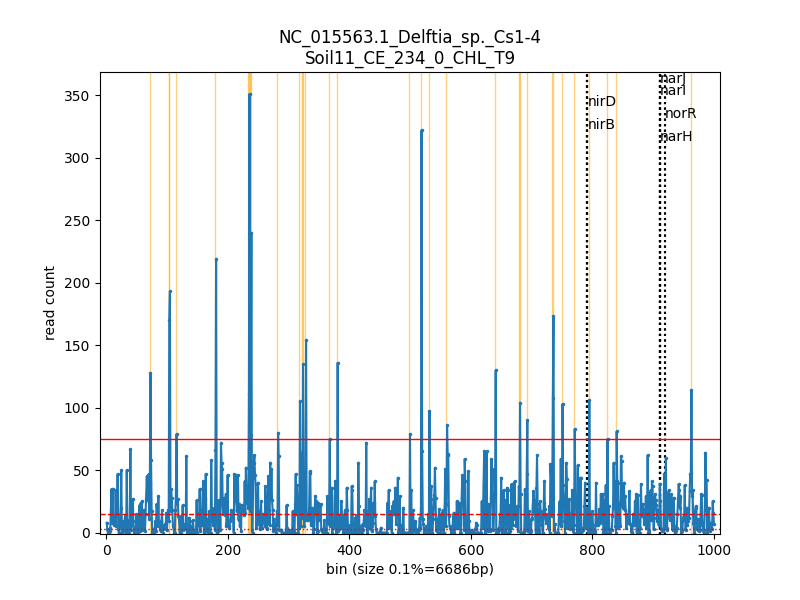 NC_015563.1_Delftia_sp._Cs1-4
Soil11_CE_234_0_CHL_T9
narJ
narI
nirD
norR
nirB
narH
350
300
250
200
150
100
50
0
read count
0 200 400 600 800 1000
bin (size 0.1%=6686bp)